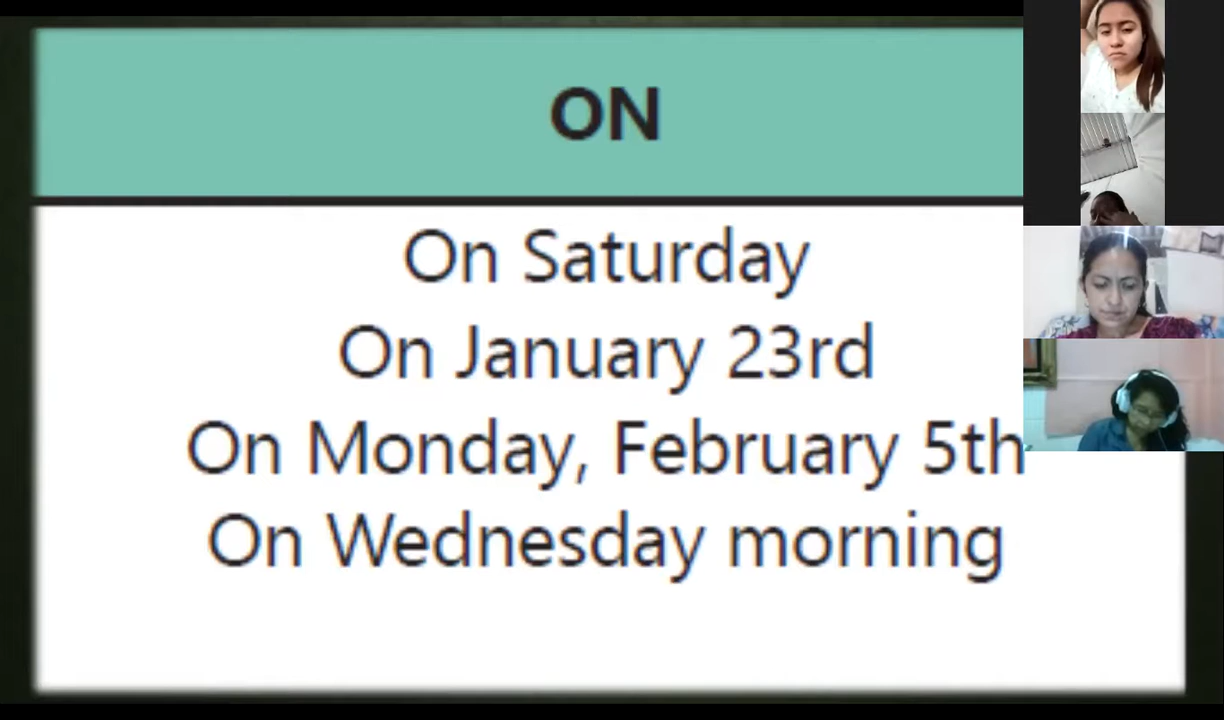 ON
On Saturday
On January 23rd
On Monday, February 5th
On Wednesday morning